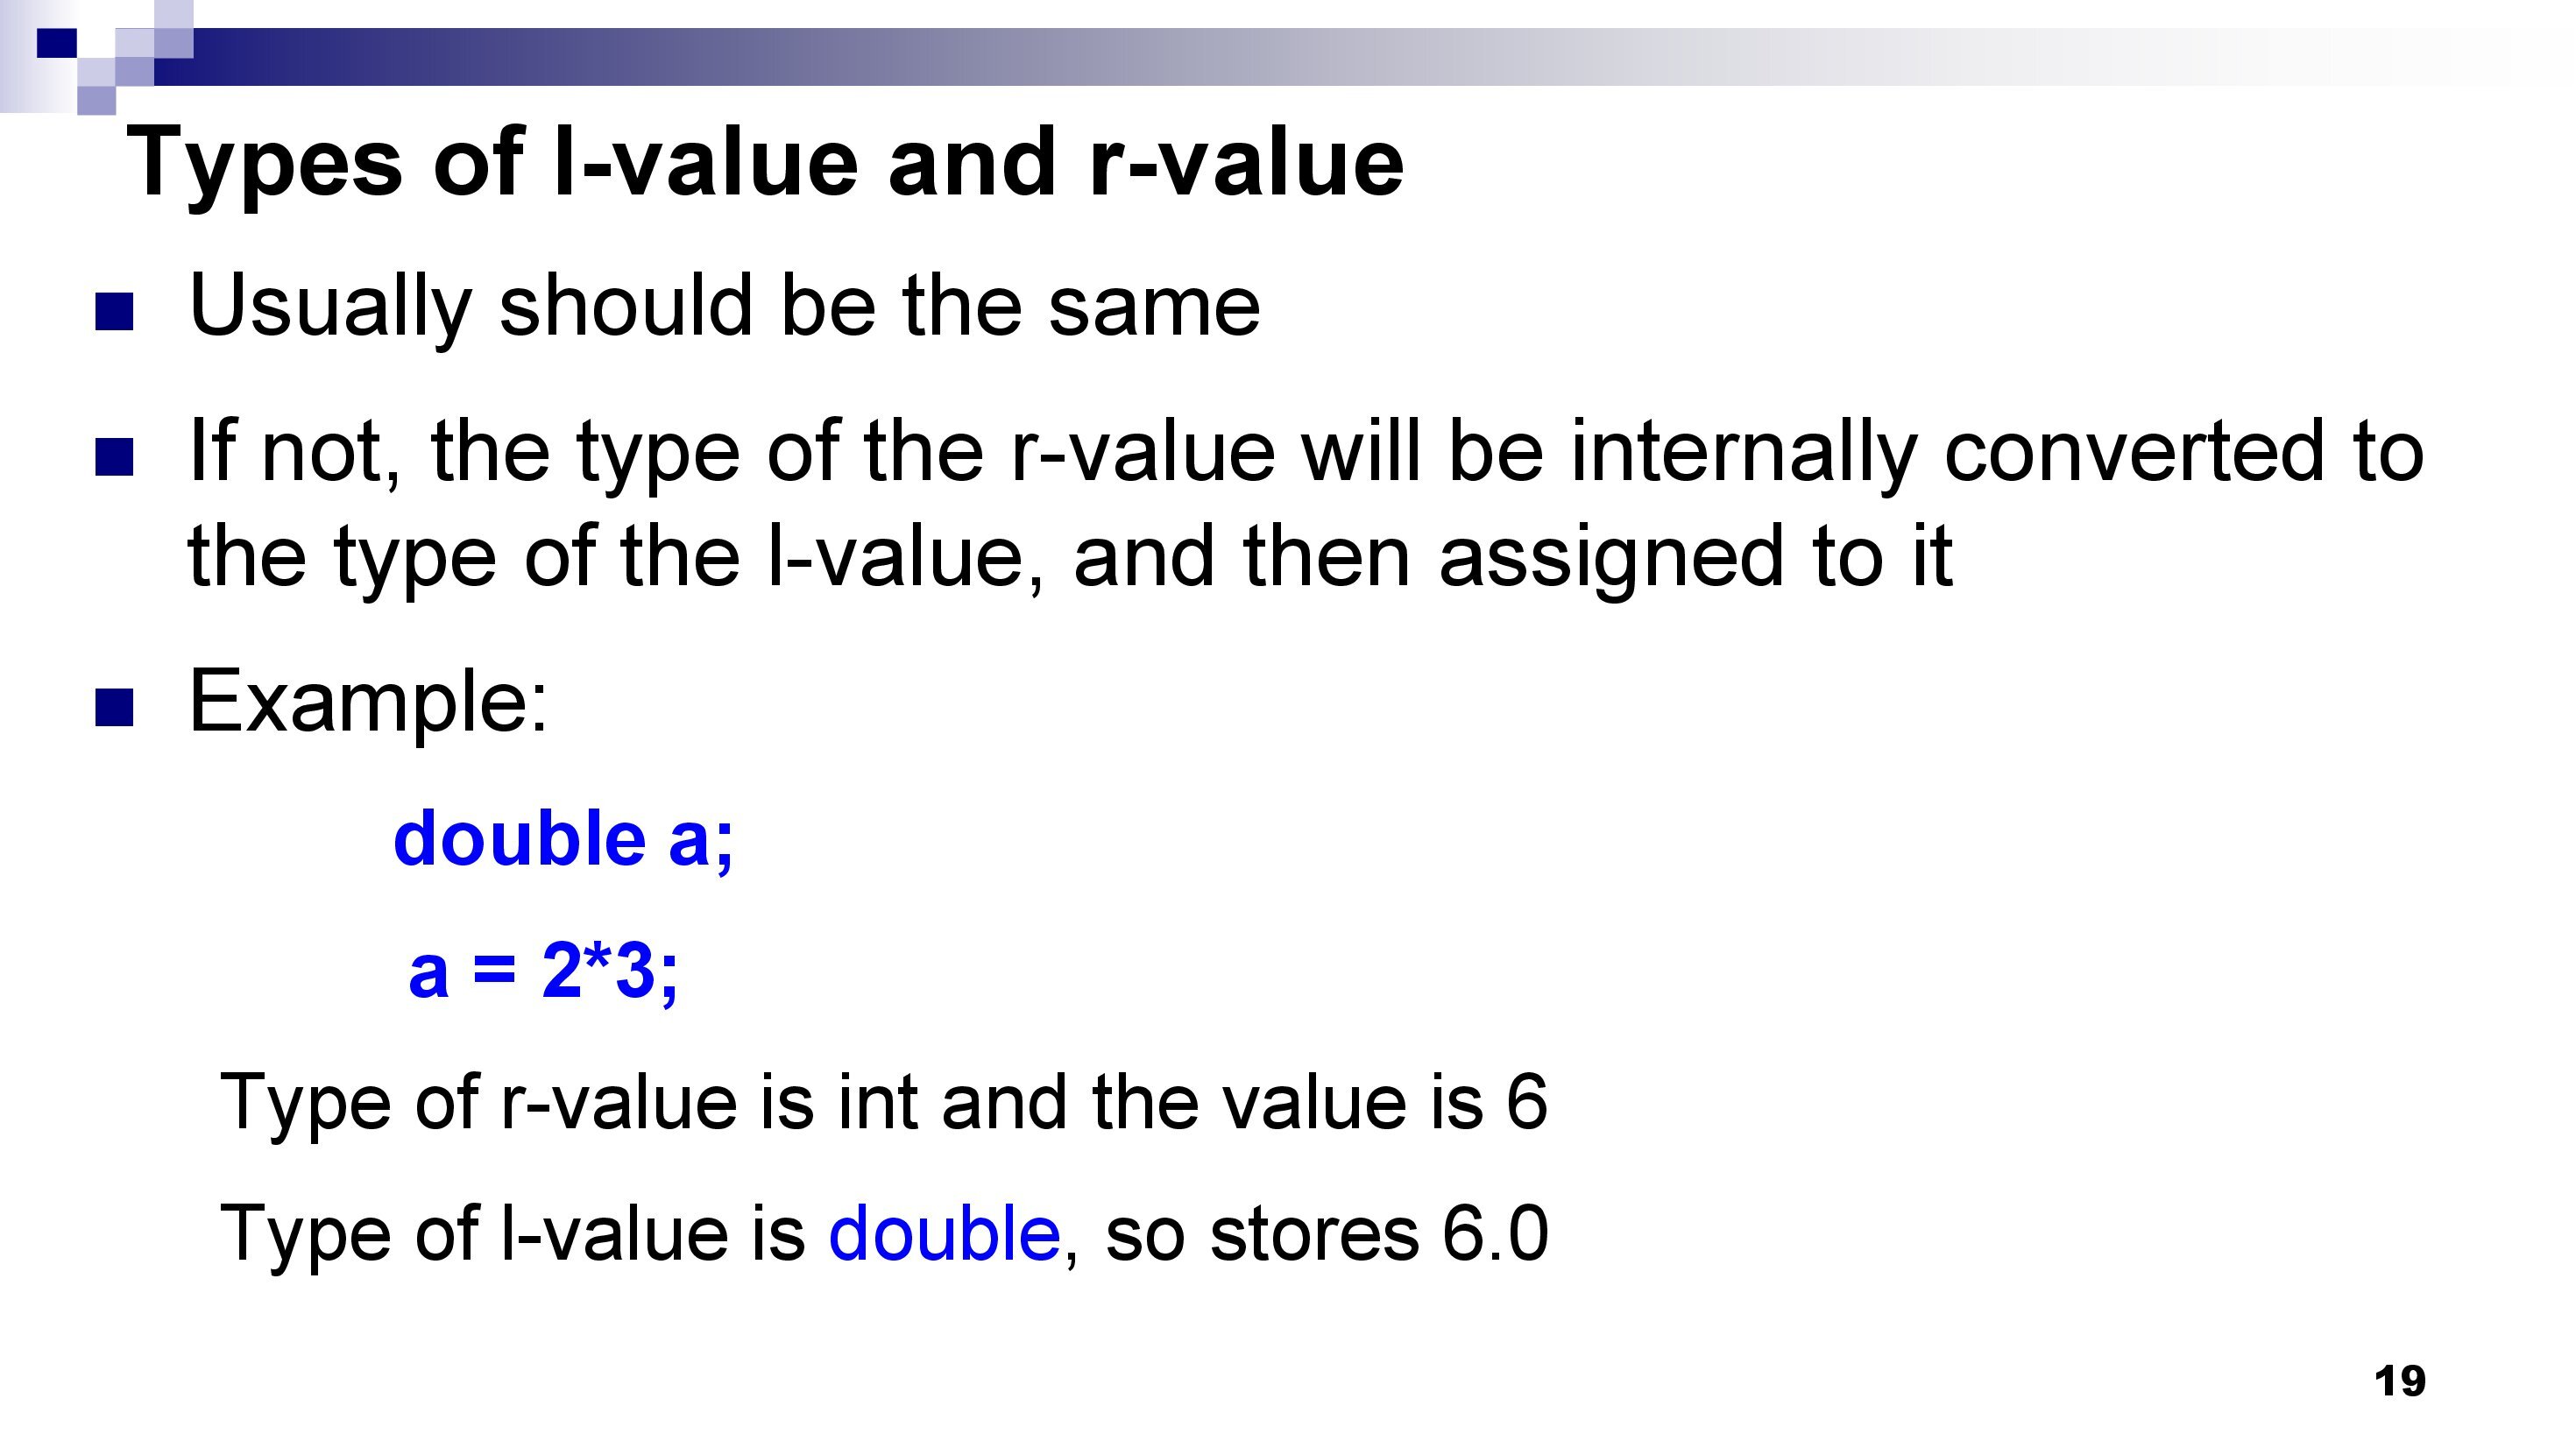 Types of l-value and r-value
Usually should be the same
If not, the type of the r-value will be internally converted to
the type of the l-value, and then assigned to it
Example:
double a;
a = 2*3;
Type of r-value is int and the value is 6
Type of l-value is double, so stores 6.0
19